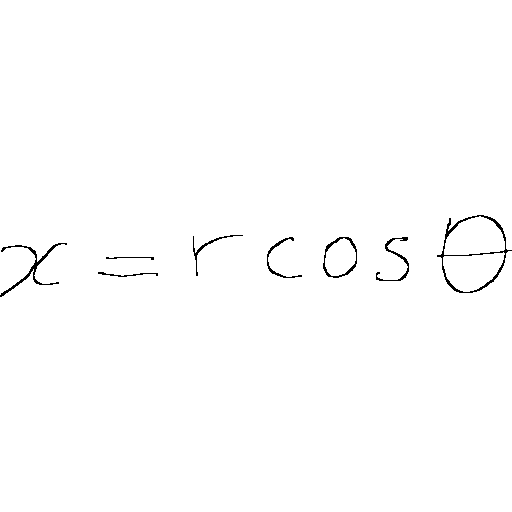 x = r cos θ